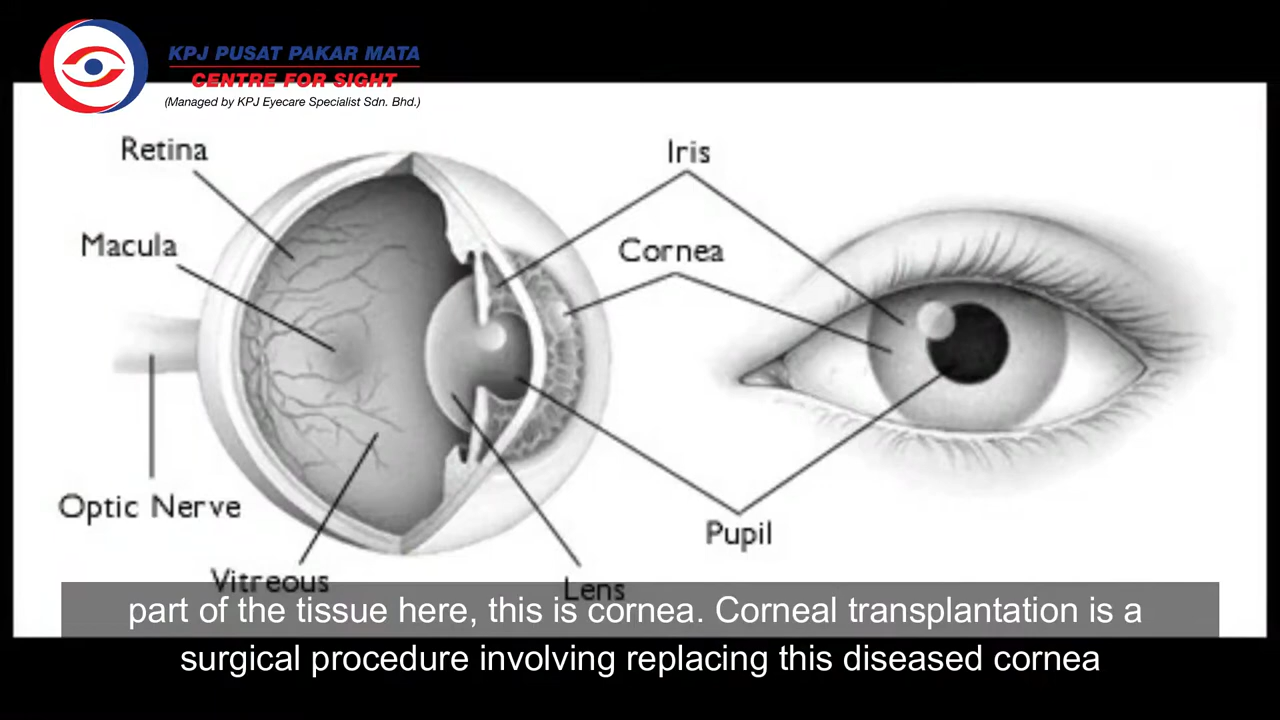 KPJ PUSAT PAKAR MATA
CENTRE FOR SIGHT
(Managed by KPJ Eyecare Specialist Sdn. Bhd.)
Retina
Iris
Macula
Cornea
Optic Nerve
Pupil
Vitreous
Lens
part of the tissue here, this is cornea. Corneal transplantation is a
surgical procedure involving replacing this diseased cornea